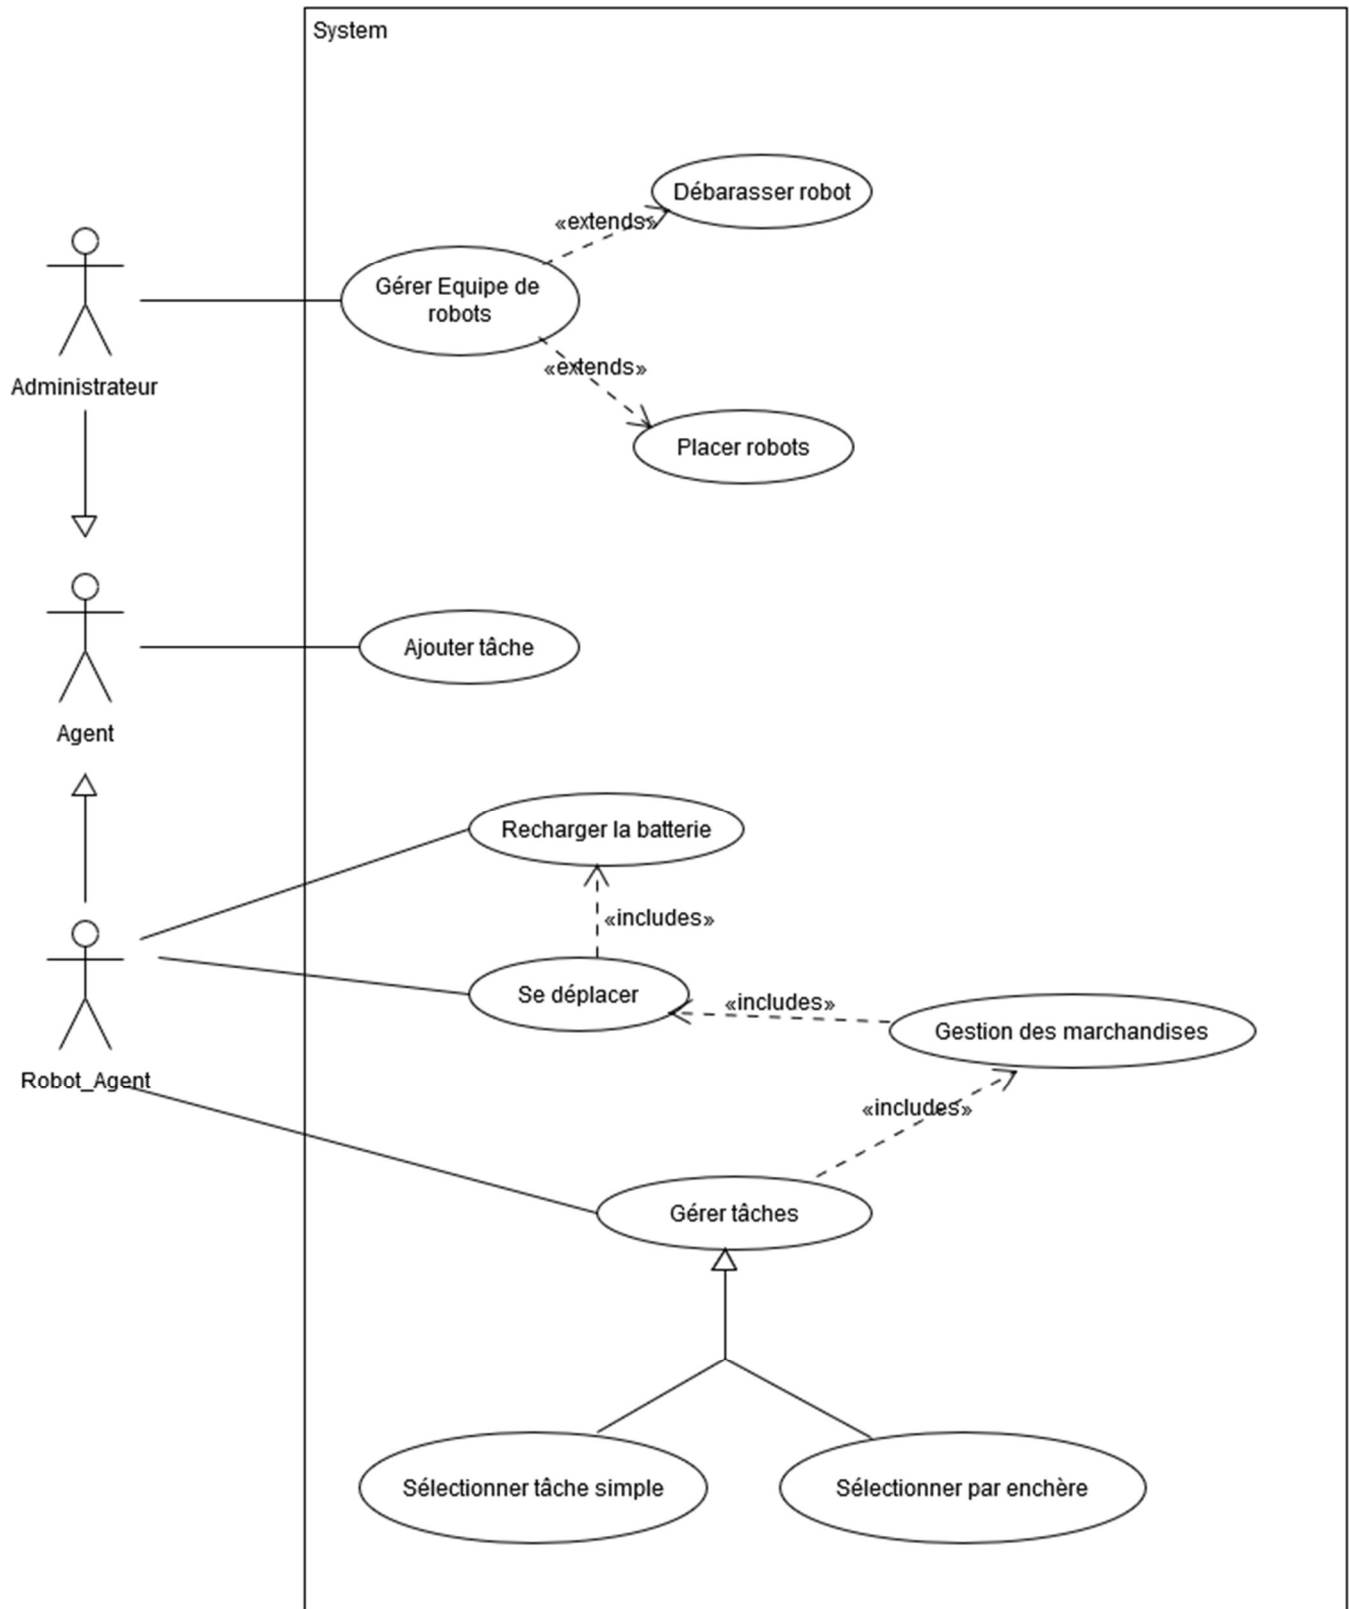 System
Débarasser robot
«extends»
Gérer Equipe de
robots
«extends»
Administrateur
Placer robots
Ajouter tâche
Agent
Recharger la batterie
«includes»
Se déplacer
«includes»
Gestion des marchandises
Robot_Agent
«includes»
Gérer tâches
Sélectionner tâche simple
Sélectionner par enchère